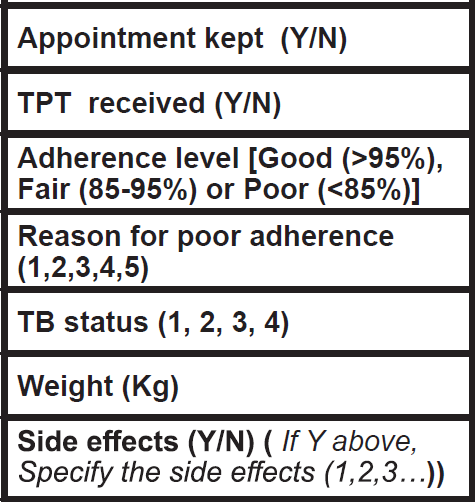 Appointment kept (Y/N)
TPT received (Y/N)
Adherence level [Good (>95%),
Fair (85-95%) or Poor (<85%)]
Reason for poor adherence
(1,2,3,4,5)
TB status (1, 2, 3, 4)
Weight (Kg)
Side effects (Y/N) ( If Y above,
Specify the side effects (1,2,3…))